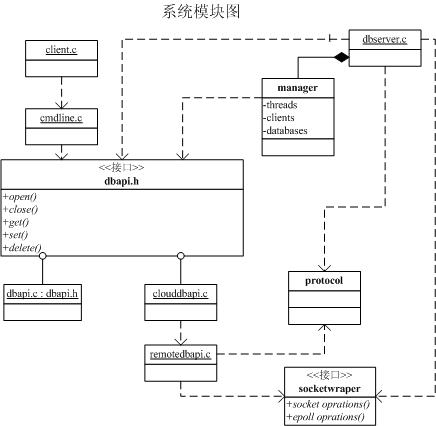 系统模块图
client.c
dbserver.c
manager
-threads
-clients
-databases
cmdline.c
<<接口>>
dbapi.h
+open()
+close()
+get()
+set()
+delete()
dbapi.c : dbapi.h
clouddbapi.c
protocol
remotedbapi.c
<<接口>>
socketwraper
+socket oprations()
+epoll oprations()